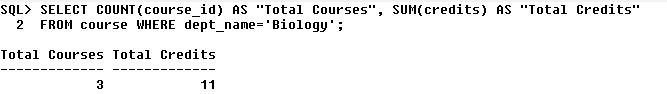 SQL> SELECT COUNT(course_id) AS "Total Courses", SUM(credits) AS "Total Credits"
  2  FROM course WHERE dept_name='Biology';
Total Courses Total Credits
------------- -------------
            3            11